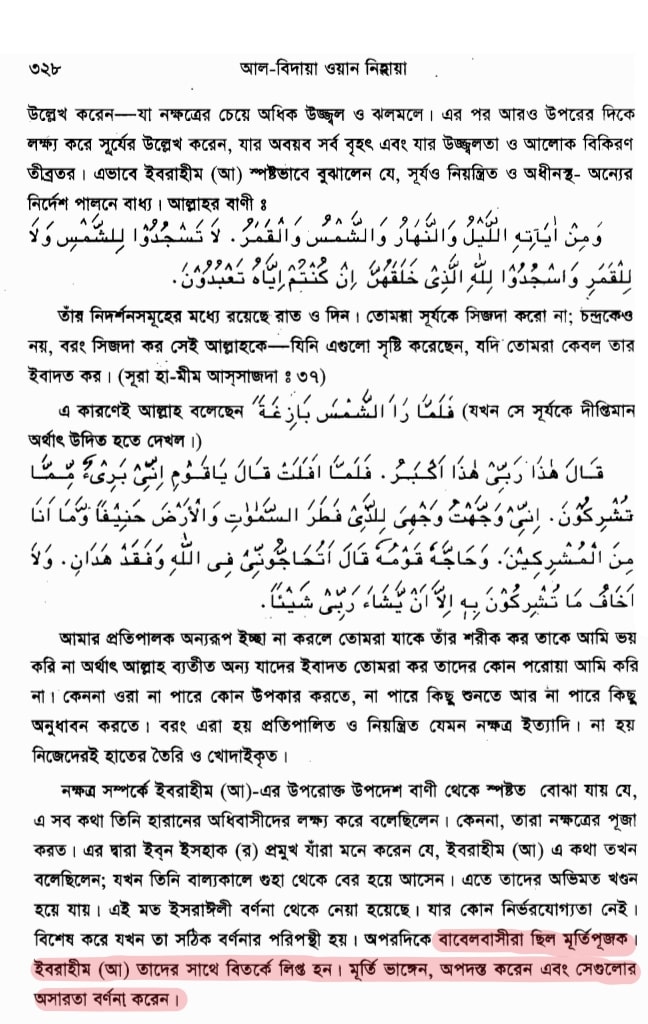 ৩২৮ আল-বিদায়া ওয়ান নিহায়া
উল্লেখ করেন—যা নক্ষত্রের চেয়ে অধিক উজ্জ্বল ও ঝলমলে। এর পর আরও উপরের দিকে
লক্ষ্য করে সূর্যের উল্লেখ করেন, যার অবয়ব সর্ব বৃহৎ এবং যার উজ্জ্বলতা ও আলোক বিকিরণ
তীব্রতর। এভাবে ইবরাহীম (আ) স্পষ্টভাবে বুঝালেন যে, সূর্যও নিয়ন্ত্রিত ও অধীনস্থ- অন্যের
নির্দেশ পালনে বাধ্য। আল্লাহর বাণী ঃ
وَمِنْ اٰيَاتِهِ اللَّيْلُ وَالنَّهَارُ وَالشَّمْسُ وَالْقَمَرُ. لَا تَسْجُدُوْا لِلشَّمْسِ وَلَا
لِلْقَمَرِ وَاسْجُدُوْا لِلّٰهِ الَّذِىْ خَلَقَهُنَّ اِنْ كُنْتُمْ اِيَّاهُ تَعْبُدُوْنَ.
তাঁর নিদর্শনসমূহের মধ্যে রয়েছে রাত ও দিন। তোমরা সূর্যকে সিজদা করো না; চন্দ্রকেও
নয়, বরং সিজদা কর সেই আল্লাহকে—যিনি এগুলো সৃষ্টি করেছেন, যদি তোমরা কেবল তার
ইবাদত কর। (সূরা হা-মীম আস্সাজদা ঃ ৩৭)
এ কারণেই আল্লাহ বলেছেন فَلَمَّا رَاَ الشَّمْسَ بَازِغَةً (যখন সে সূর্যকে দীপ্তিমান
অর্থাৎ উদিত হতে দেখল।)
قَالَ هٰذَا رَبِّىْ هٰذَا اَكْبَرُ. فَلَمَّا اَفَلَتْ قَالَ يَاقَوْمِ اِنِّىْ بَرِىْءٌ مِّمَّا
تُشْرِكُوْنَ. اِنِّىْ وَجَّهْتُ وَجْهِىَ لِلَّذِىْ فَطَرَ السَّمٰوٰتِ وَالْاَرْضَ حَنِيْفًا وَّمَا اَنَا
مِنَ الْمُشْرِكِيْنَ. وَحَاجَّهٗ قَوْمُهٗ قَالَ اَتُحَاجُّوْنِّىْ فِى اللّٰهِ وَقَدْ هَدَانِ. وَلَا
اَخَافُ مَا تُشْرِكُوْنَ بِهٖ اِلَّا اَنْ يَّشَاءَ رَبِّىْ شَيْئًا.
আমার প্রতিপালক অন্যরূপ ইচ্ছা না করলে তোমরা যাকে তাঁর শরীক কর তাকে আমি ভয়
করি না অর্থাৎ আল্লাহ ব্যতীত অন্য যাদের ইবাদত তোমরা কর তাদের কোন পরোয়া আমি করি
না। কেননা ওরা না পারে কোন উপকার করতে, না পারে কিছু শুনতে আর না পারে কিছু
অনুধাবন করতে। বরং এরা হয় প্রতিপালিত ও নিয়ন্ত্রিত যেমন নক্ষত্র ইত্যাদি। না হয়
নিজেদেরই হাতের তৈরি ও খোদাইকৃত।
নক্ষত্র সম্পর্কে ইবরাহীম (আ)-এর উপরোক্ত উপদেশ বাণী থেকে স্পষ্টত বোঝা যায় যে,
এ সব কথা তিনি হারানের অধিবাসীদের লক্ষ্য করে বলেছিলেন। কেননা, তারা নক্ষত্রের পূজা
করত। এর দ্বারা ইব্‌ন ইসহাক (র) প্রমুখ যাঁরা মনে করেন যে, ইবরাহীম (আ) এ কথা তখন
বলেছিলেন; যখন তিনি বাল্যকালে গুহা থেকে বের হয়ে আসেন। এতে তাদের অভিমত খণ্ডন
হয়ে যায়। এই মত ইসরাঈলী বর্ণনা থেকে নেয়া হয়েছে। যার কোন নির্ভরযোগ্যতা নেই।
বিশেষ করে যখন তা সঠিক বর্ণনার পরিপন্থী হয়। অপরদিকে বাবেলবাসীরা ছিল মূর্তিপূজক।
ইবরাহীম (আ) তাদের সাথে বিতর্কে লিপ্ত হন। মূর্তি ভাঙ্গেন, অপদস্ত করেন এবং সেগুলোর
অসারতা বর্ণনা করেন।